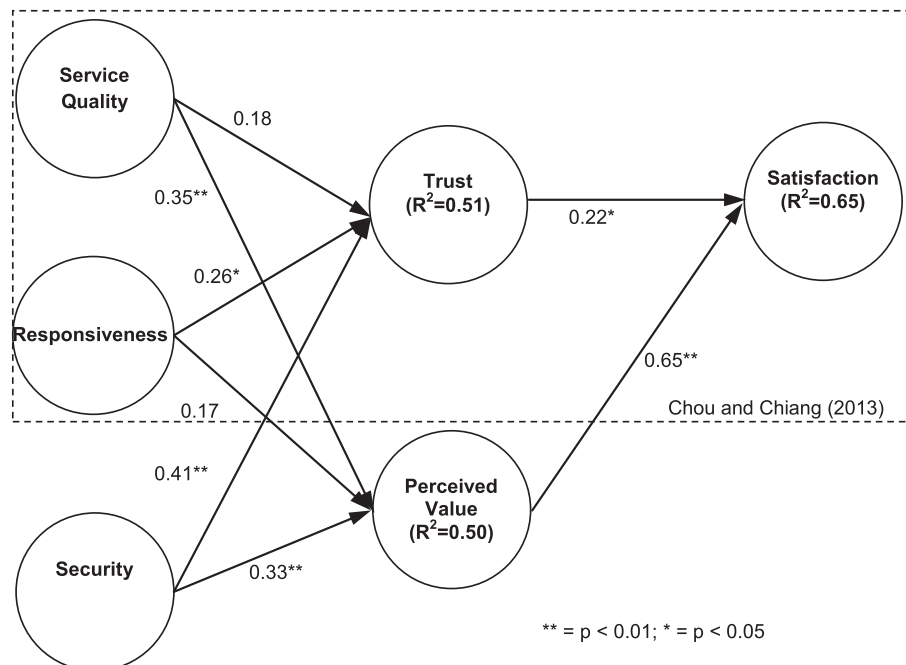 Service
Quality
0.18
Trust
(R²=0.51)
Satisfaction
(R²=0.65)
0.35**
0.22*
0.26*
Responsiveness
0.65**
0.17
Chou and Chiang (2013)
0.41**
Perceived
Value
(R²=0.50)
Security
0.33**
** = p < 0.01; * = p < 0.05